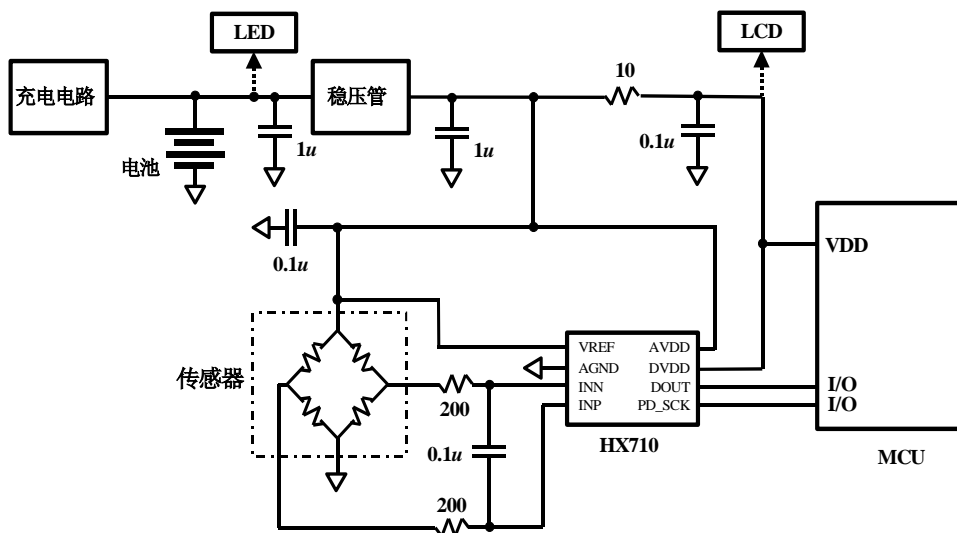 LED
LCD
充电电路
稳压管
10
1u
1u
0.1u
电池
0.1u
VDD
传感器
VREF
AVDD
AGND
DVDD
INN
DOUT
I/O
INP
PD_SCK
I/O
200
HX710
0.1u
MCU
200